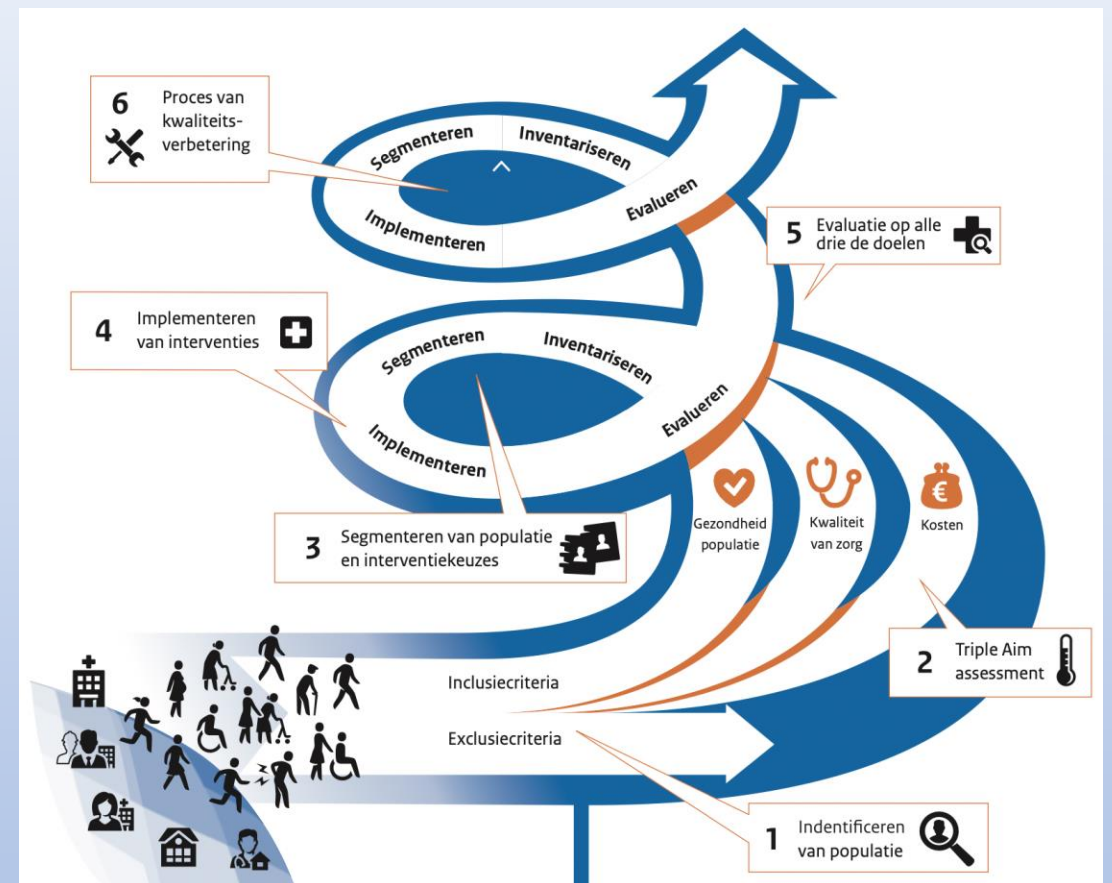 6 Proces van
kwaliteits-
verbetering
Segmenteren
Inventariseren
Implementeren
Evalueren
5 Evaluatie op alle
drie de doelen
4 Implementeren
van interventies
Segmenteren
Inventariseren
Implementeren
Evalueren
3 Segmenteren van populatie
en interventiekeuzes
Gezondheid
populatie
Kwaliteit
van zorg
€
Kosten
2 Triple Aim
assessment
Inclusiecriteria
Exclusiecriteria
1 Indentificeren
van populatie